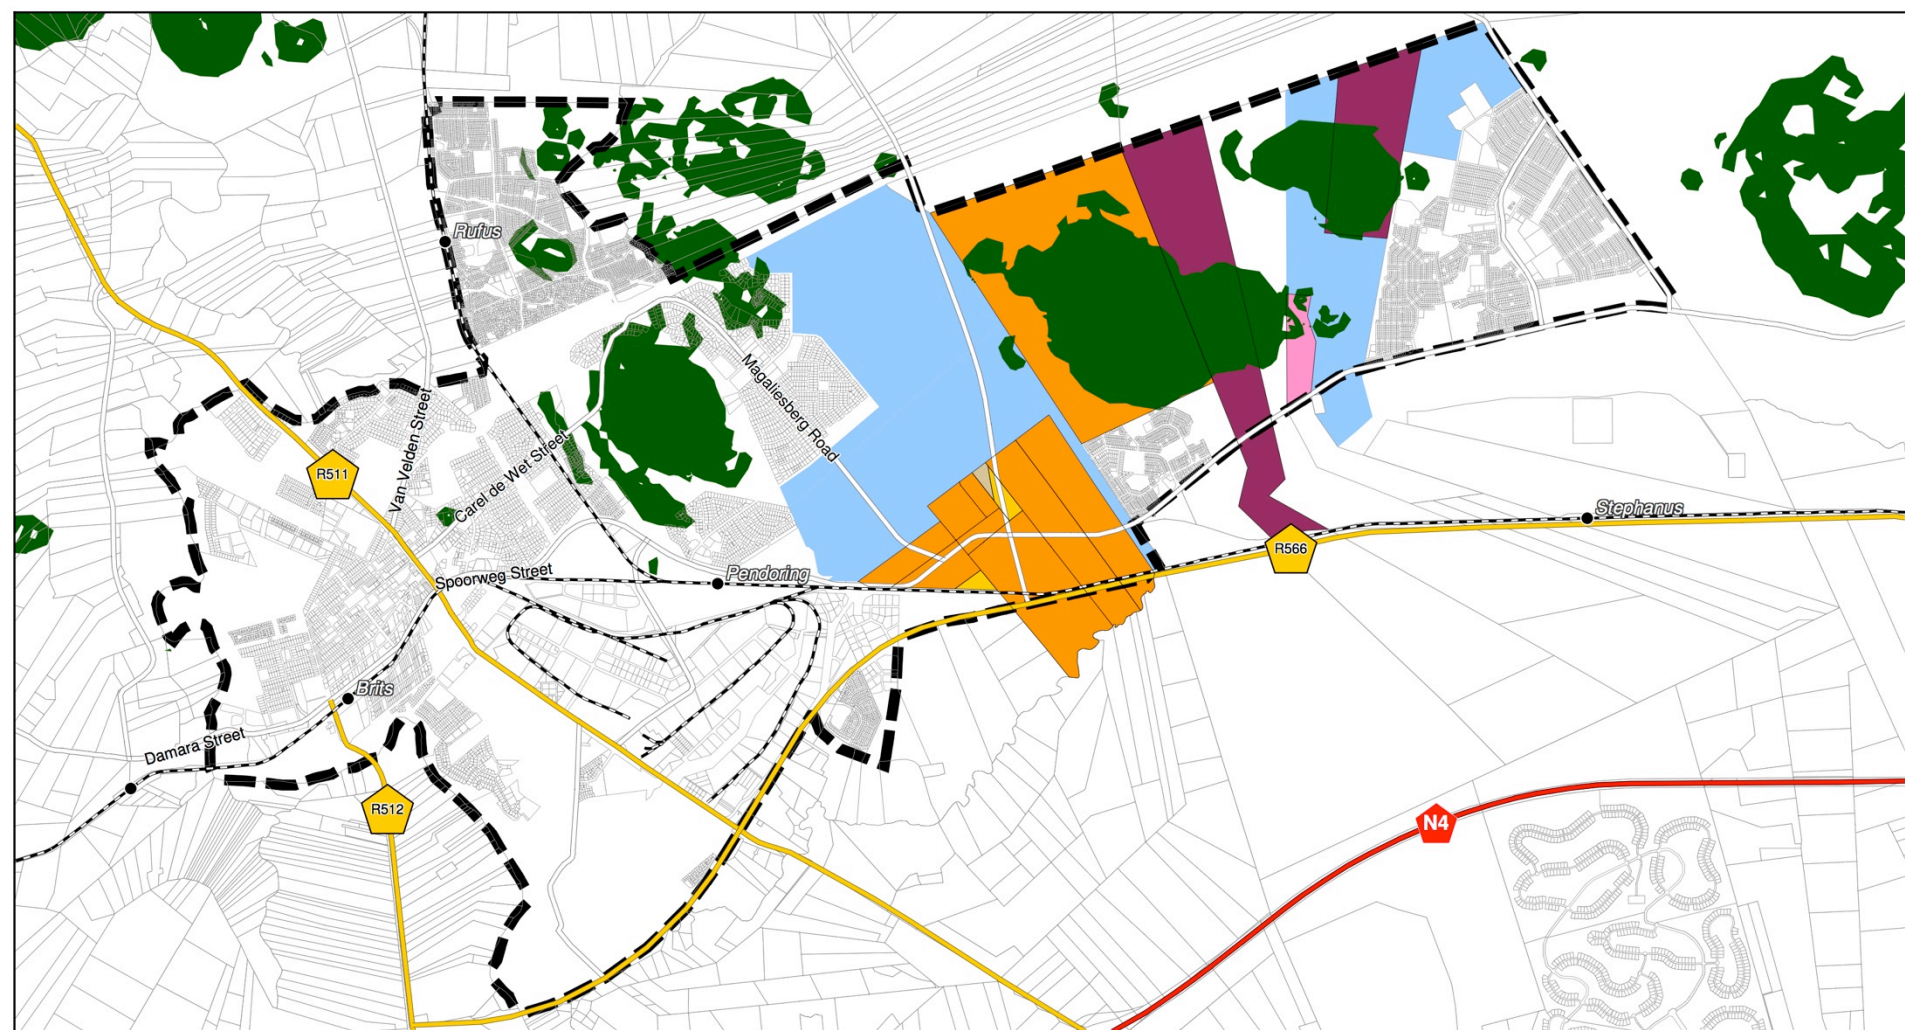 Rufus
Magaliesberg Road
Van Velden Street
R511
Carel de Wet Street
Stephanus
R566
Spoorweg Street
Pendoring
Brits
Damara Street
R512
N4